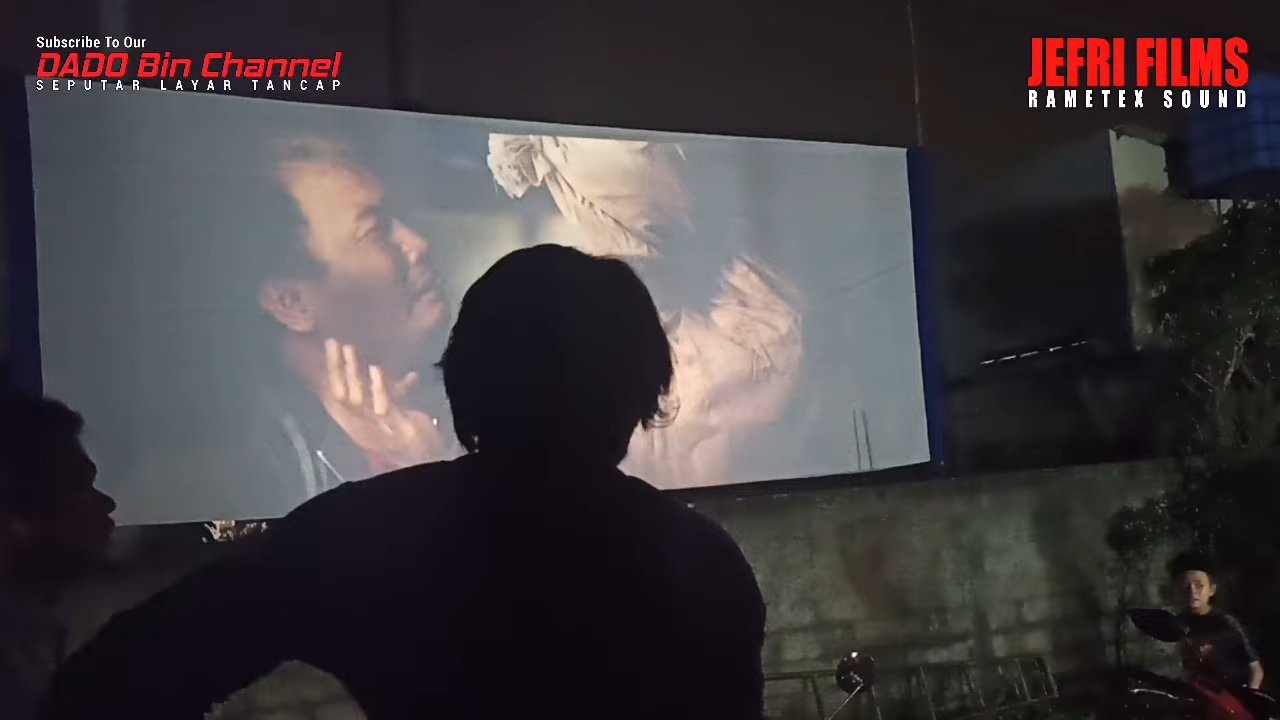 Subscribe To Our
DADO Bin Channel
SEPUTAR LAYAR TANCAP
JEFRI FILMS
RAMETEX SOUND